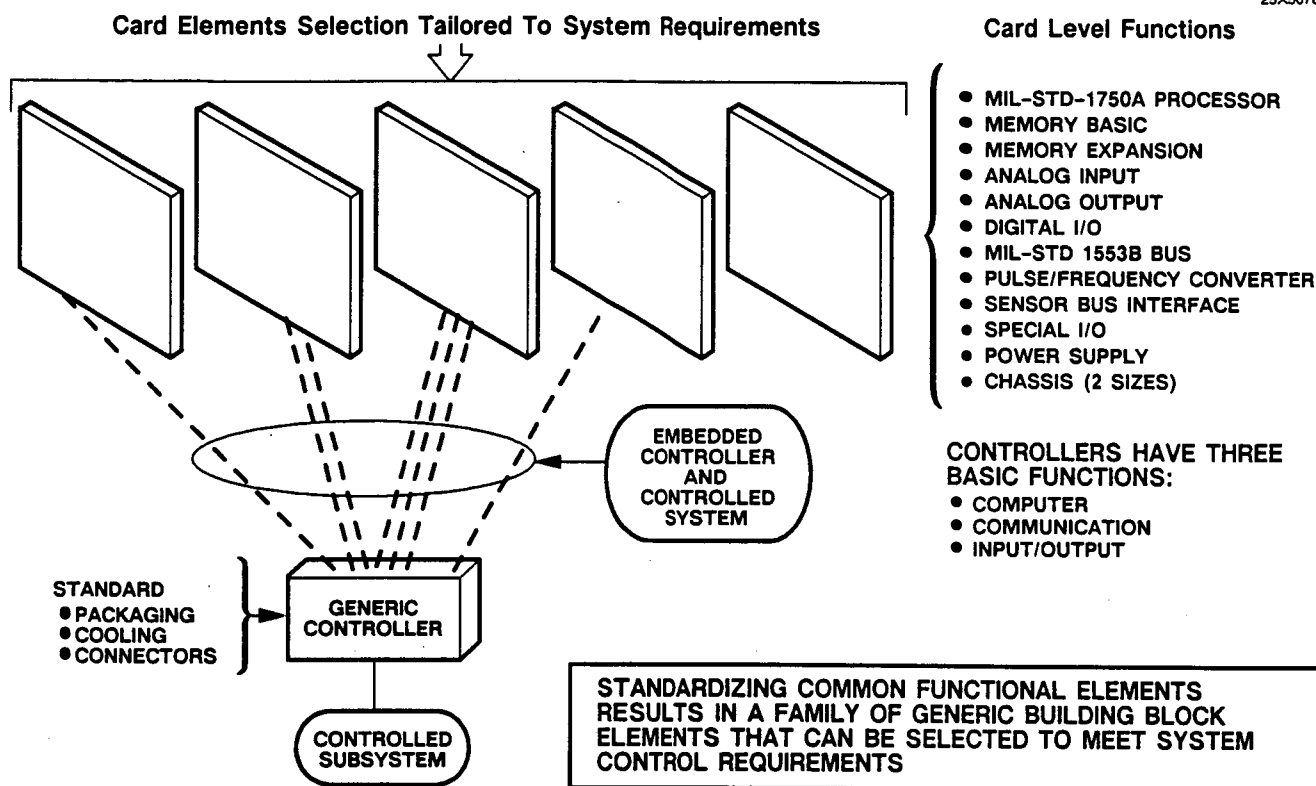 Card Elements Selection Tailored To System Requirements
Card Level Functions
● MIL-STD-1750A PROCESSOR
● MEMORY BASIC
● MEMORY EXPANSION
● ANALOG INPUT
● ANALOG OUTPUT
● DIGITAL I/O
● MIL-STD 1553B BUS
● PULSE/FREQUENCY CONVERTER
● SENSOR BUS INTERFACE
● SPECIAL I/O
● POWER SUPPLY
● CHASSIS (2 SIZES)
EMBEDDED
CONTROLLER
AND
CONTROLLED
SYSTEM
CONTROLLERS HAVE THREE
BASIC FUNCTIONS:
● COMPUTER
● COMMUNICATION
● INPUT/OUTPUT
STANDARD
● PACKAGING
● COOLING
● CONNECTORS
GENERIC
CONTROLLER
CONTROLLED
SUBSYSTEM
STANDARDIZING COMMON FUNCTIONAL ELEMENTS
RESULTS IN A FAMILY OF GENERIC BUILDING BLOCK
ELEMENTS THAT CAN BE SELECTED TO MEET SYSTEM
CONTROL REQUIREMENTS